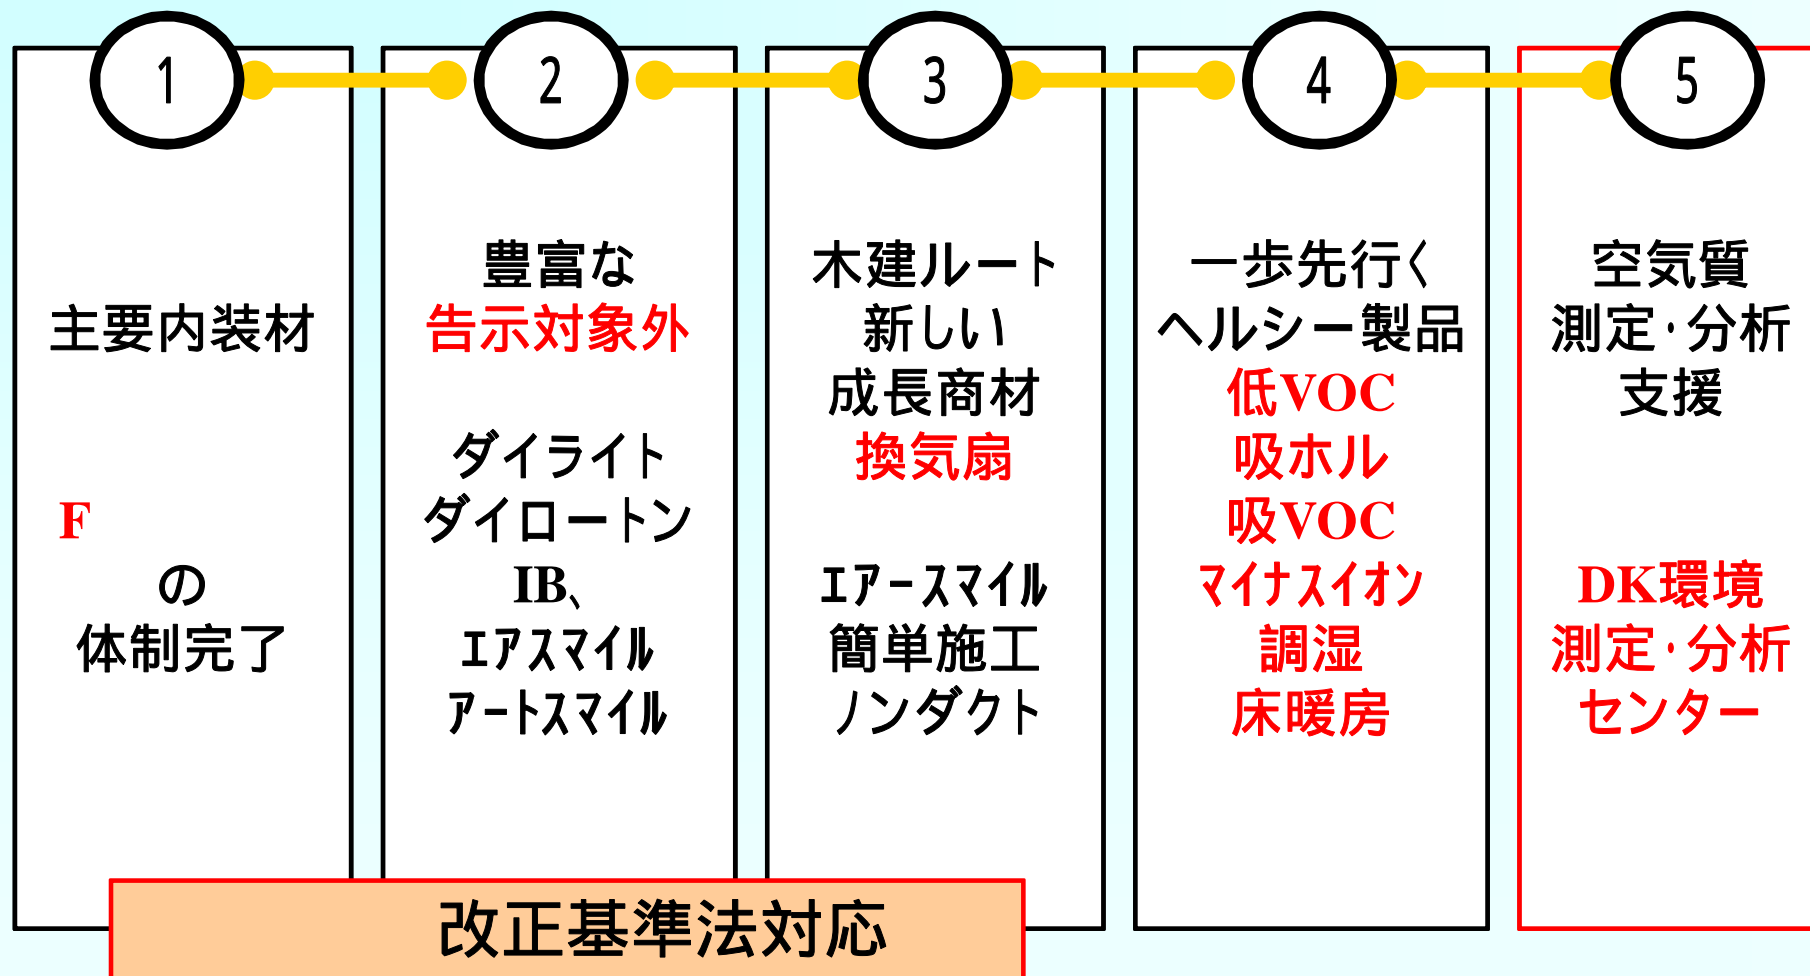 1
主要内装材
F
の
体制完了
2
豊富な
告示対象外
ダイライト
ダイロートン
IB、
エアスマイル
アートスマイル
3
木建ルート
新しい
成長商材
換気扇
エアースマイル
簡単施工
ノンダクト
4
一歩先行く
ヘルシー製品
低VOC
吸ホル
吸VOC
マイナスイオン
調湿
床暖房
5
空気質
測定・分析
支援
DK環境
測定・分析
センター
改正基準法対応